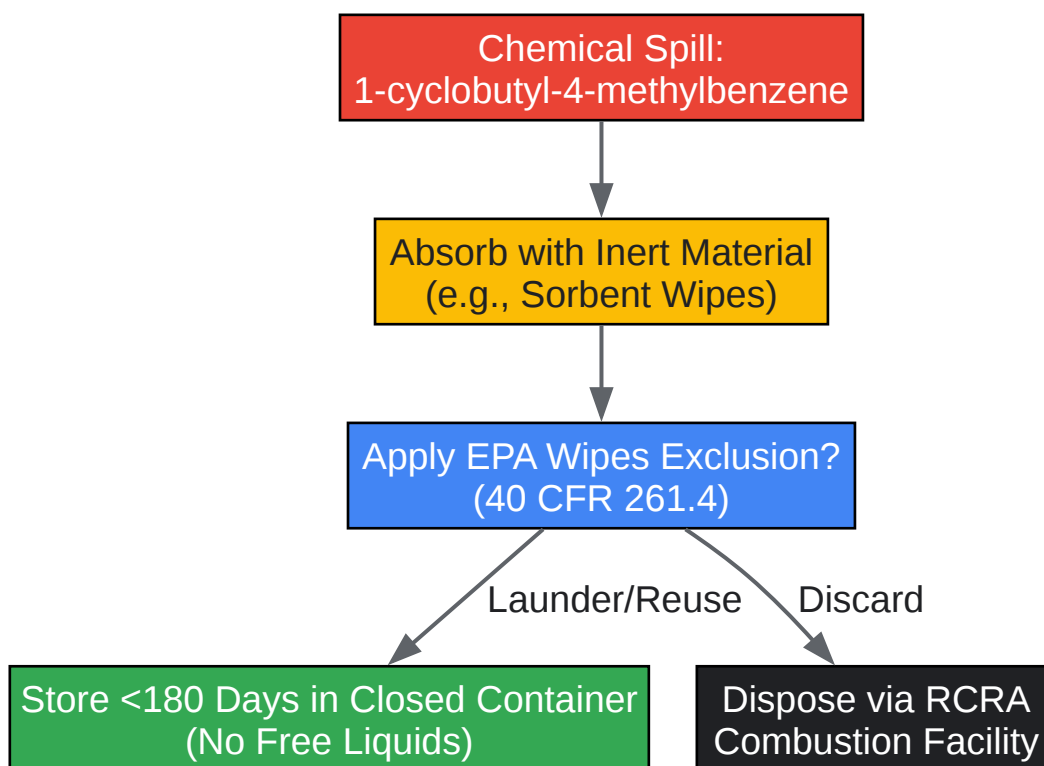 Chemical Spill:
1-cyclobutyl-4-methylbenzene
Absorb with Inert Material
(e.g., Sorbent Wipes)
Apply EPA Wipes Exclusion?
(40 CFR 261.4)
Launder/Reuse
Discard
Store <180 Days in Closed Container
(No Free Liquids)
Dispose via RCRA
Combustion Facility